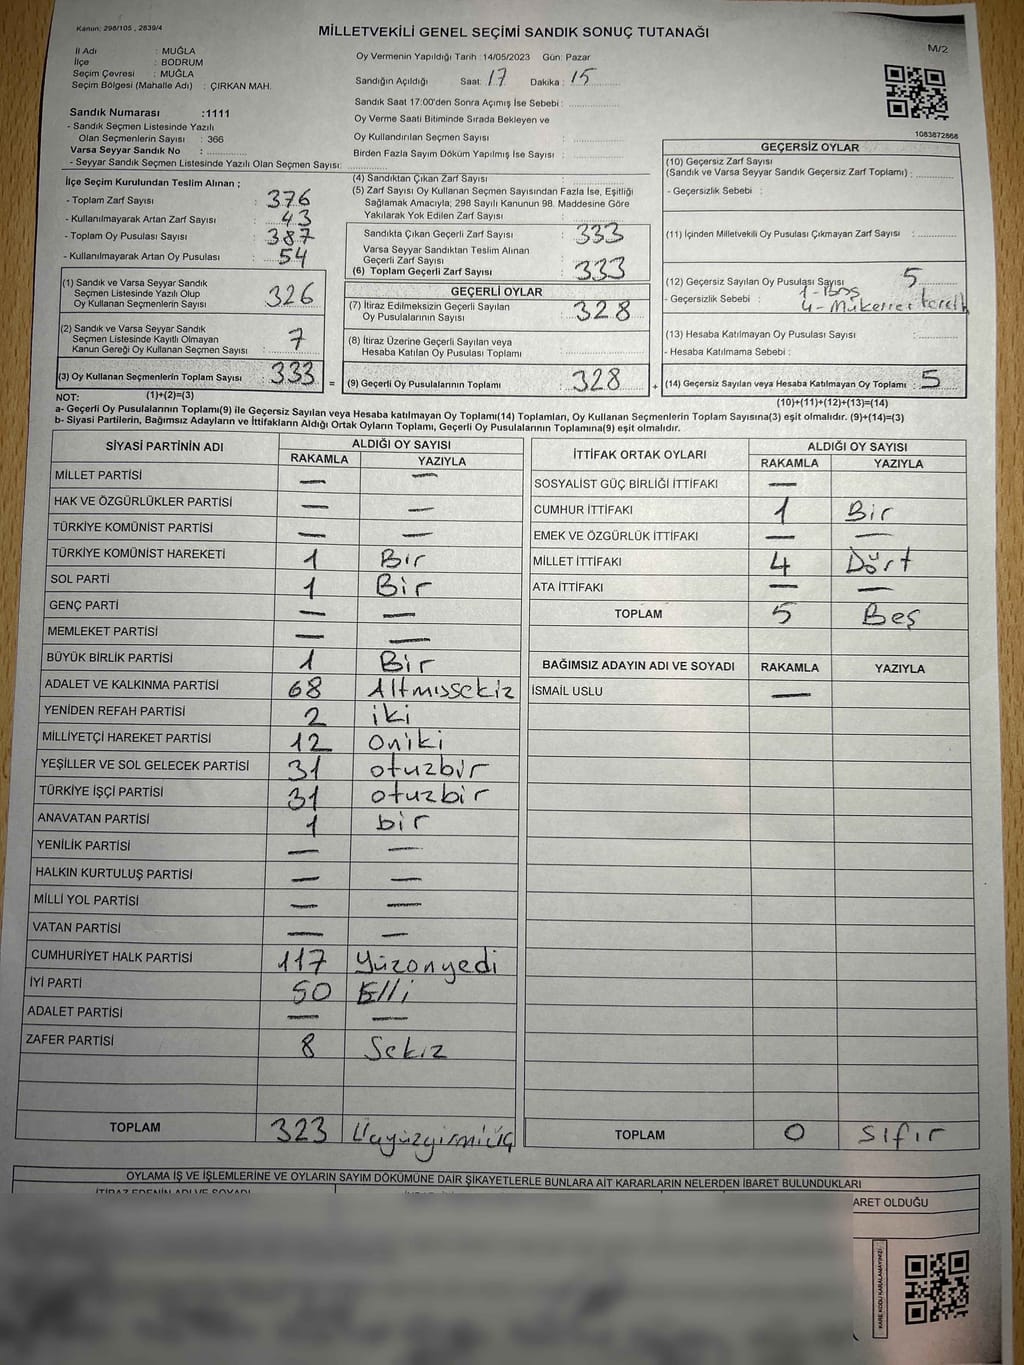 Kanun: 298/105 , 2839/4
MİLLETVEKİLİ GENEL SEÇİMİ SANDIK SONUÇ TUTANAĞI
M/2
İl Adı : MUĞLA
İlçe : BODRUM
Seçim Çevresi : MUĞLA
Seçim Bölgesi (Mahalle Adı) : ÇIRKAN MAH.
Oy Vermenin Yapıldığı Tarih : 14/05/2023 Gün: Pazar
Sandığın Açıldığı Saat: 17 Dakika : 15
Sandık Saat 17:00'den Sonra Açımış İse Sebebi :
Oy Verme Saati Bitiminde Sırada Bekleyen ve
Oy Kullandırılan Seçmen Sayısı :
Birden Fazla Sayım Döküm Yapılmış İse Sayısı :
1083872868
Sandık Numarası :1111
- Sandık Seçmen Listesinde Yazılı
Olan Seçmenlerin Sayısı : 366
Varsa Seyyar Sandık No :
- Seyyar Sandık Seçmen Listesinde Yazılı Olan Seçmen Sayısı:
İlçe Seçim Kurulundan Teslim Alınan ;
- Toplam Zarf Sayısı : 376
- Kullanılmayarak Artan Zarf Sayısı : 43
- Toplam Oy Pusulası Sayısı : 387
- Kullanılmayarak Artan Oy Pusulası : 54
(1) Sandık ve Varsa Seyyar Sandık
Seçmen Listesinde Yazılı Olup
Oy Kullanan Seçmenlerin Sayısı : 326
(2) Sandık ve Varsa Seyyar Sandık
Seçmen Listesinde Kayıtlı Olmayan
Kanun Gereği Oy Kullanan Seçmen Sayısı : 7
(3) Oy Kullanan Seçmenlerin Toplam Sayısı : 333 =
(4) Sandıktan Çıkan Zarf Sayısı :
(5) Zarf Sayısı Oy Kullanan Seçmen Sayısından Fazla İse, Eşitliği
Sağlamak Amacıyla; 298 Sayılı Kanunun 98. Maddesine Göre
Yakılarak Yok Edilen Zarf Sayısı :
Sandıkta Çıkan Geçerli Zarf Sayısı : 333
Varsa Seyyar Sandıktan Teslim Alınan
Geçerli Zarf Sayısı :
(6) Toplam Geçerli Zarf Sayısı : 333
GEÇERLİ OYLAR
(7) İtiraz Edilmeksizin Geçerli Sayılan
Oy Pusulalarının Sayısı : 328
(8) İtiraz Üzerine Geçerli Sayılan veya
Hesaba Katılan Oy Pusulası Toplamı :
(9) Geçerli Oy Pusulalarının Toplamı : 328 +
GEÇERSİZ OYLAR
(10) Geçersiz Zarf Sayısı
(Sandık ve Varsa Seyyar Sandık Geçersiz Zarf Toplamı) :
- Geçersizlik Sebebi :
(11) İçinden Milletvekili Oy Pusulası Çıkmayan Zarf Sayısı :
(12) Geçersiz Sayılan Oy Pusulası Sayısı : 5
- Geçersizlik Sebebi : 1-Boş
4-Mükerrer tercih
(13) Hesaba Katılmayan Oy Pusulası Sayısı :
- Hesaba Katılmama Sebebi :
(14) Geçersiz Sayılan veya Hesaba Katılmayan Oy Toplamı : 5
NOT: (1)+(2)=(3)
(10)+(11)+(12)+(13)=(14)
a- Geçerli Oy Pusulalarının Toplamı(9) ile Geçersiz Sayılan veya Hesaba katılmayan Oy Toplamı(14) Toplamları, Oy Kullanan Seçmenlerin Toplam Sayısına(3) eşit olmalıdır. (9)+(14)=(3)
b- Siyasi Partilerin, Bağımsız Adayların ve İttifakların Aldığı Ortak Oyların Toplamı, Geçerli Oy Pusulalarının Toplamına(9) eşit olmalıdır.
SİYASİ PARTİNİN ADI ALDIĞI OY SAYISI
RAKAMLA YAZIYLA
MİLLET PARTİSİ — —
HAK VE ÖZGÜRLÜKLER PARTİSİ — —
TÜRKİYE KOMÜNİST PARTİSİ — —
TÜRKİYE KOMÜNİST HAREKETİ 1 Bir
SOL PARTİ 1 Bir
GENÇ PARTİ — —
MEMLEKET PARTİSİ — —
BÜYÜK BİRLİK PARTİSİ 1 Bir
ADALET VE KALKINMA PARTİSİ 68 Altmışsekiz
YENİDEN REFAH PARTİSİ 2 iki
MİLLİYETÇİ HAREKET PARTİSİ 12 oniki
YEŞİLLER VE SOL GELECEK PARTİSİ 31 otuzbir
TÜRKİYE İŞÇİ PARTİSİ 31 otuzbir
ANAVATAN PARTİSİ 1 bir
YENİLİK PARTİSİ — —
HALKIN KURTULUŞ PARTİSİ — —
MİLLİ YOL PARTİSİ — —
VATAN PARTİSİ — —
CUMHURİYET HALK PARTİSİ 117 Yüzonyedi
İYİ PARTİ 50 Elli
ADALET PARTİSİ — —
ZAFER PARTİSİ 8 Sekiz
TOPLAM 323 Üçyüzyirmiüç
İTTİFAK ORTAK OYLARI ALDIĞI OY SAYISI
RAKAMLA YAZIYLA
SOSYALİST GÜÇ BİRLİĞİ İTTİFAKI —
CUMHUR İTTİFAKI 1 Bir
EMEK VE ÖZGÜRLÜK İTTİFAKI — —
MİLLET İTTİFAKI 4 Dört
ATA İTTİFAKI — —
TOPLAM 5 Beş
BAĞIMSIZ ADAYIN ADI VE SOYADI RAKAMLA YAZIYLA
İSMAİL USLU —
TOPLAM 0 Sıfır
OYLAMA İŞ VE İŞLEMLERİNE VE OYLARIN SAYIM DÖKÜMÜNE DAİR ŞİKAYETLERLE BUNLARA AİT KARARLARIN NELERDEN İBARET BULUNDUKLARI
İTİRAZ EDENİN ADI VE SOYADI
ARET OLDUĞU
KARE KODU KARALAMAYINIZ!